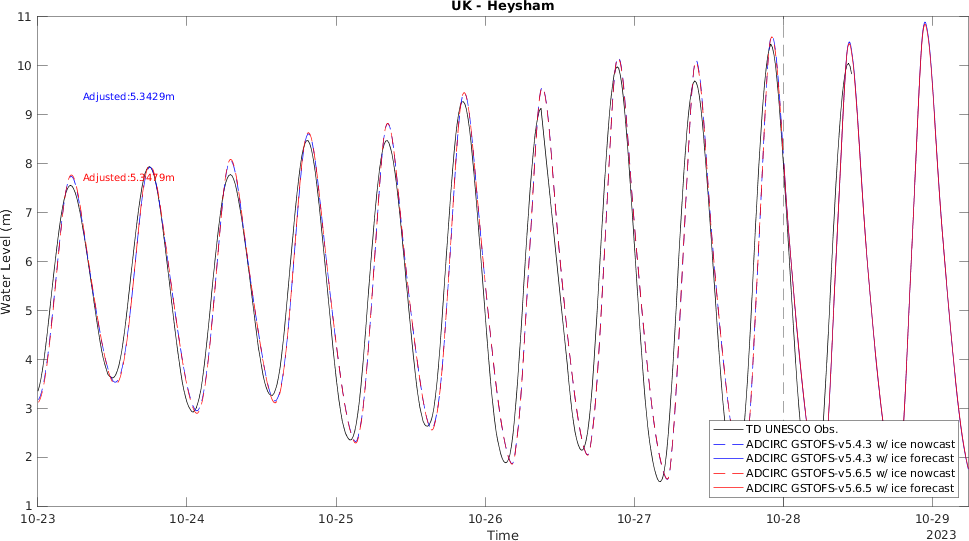 UK - Heysham
11
10
9
8
7
6
5
4
3
2
1
Water Level (m)
Adjusted:5.3429m
Adjusted:5.3479m
TD UNESCO Obs.
ADCIRC GSTOFS-v5.4.3 w/ ice nowcast
ADCIRC GSTOFS-v5.4.3 w/ ice forecast
ADCIRC GSTOFS-v5.6.5 w/ ice nowcast
ADCIRC GSTOFS-v5.6.5 w/ ice forecast
10-23 10-24 10-25 10-26 10-27 10-28 10-29
Time
2023